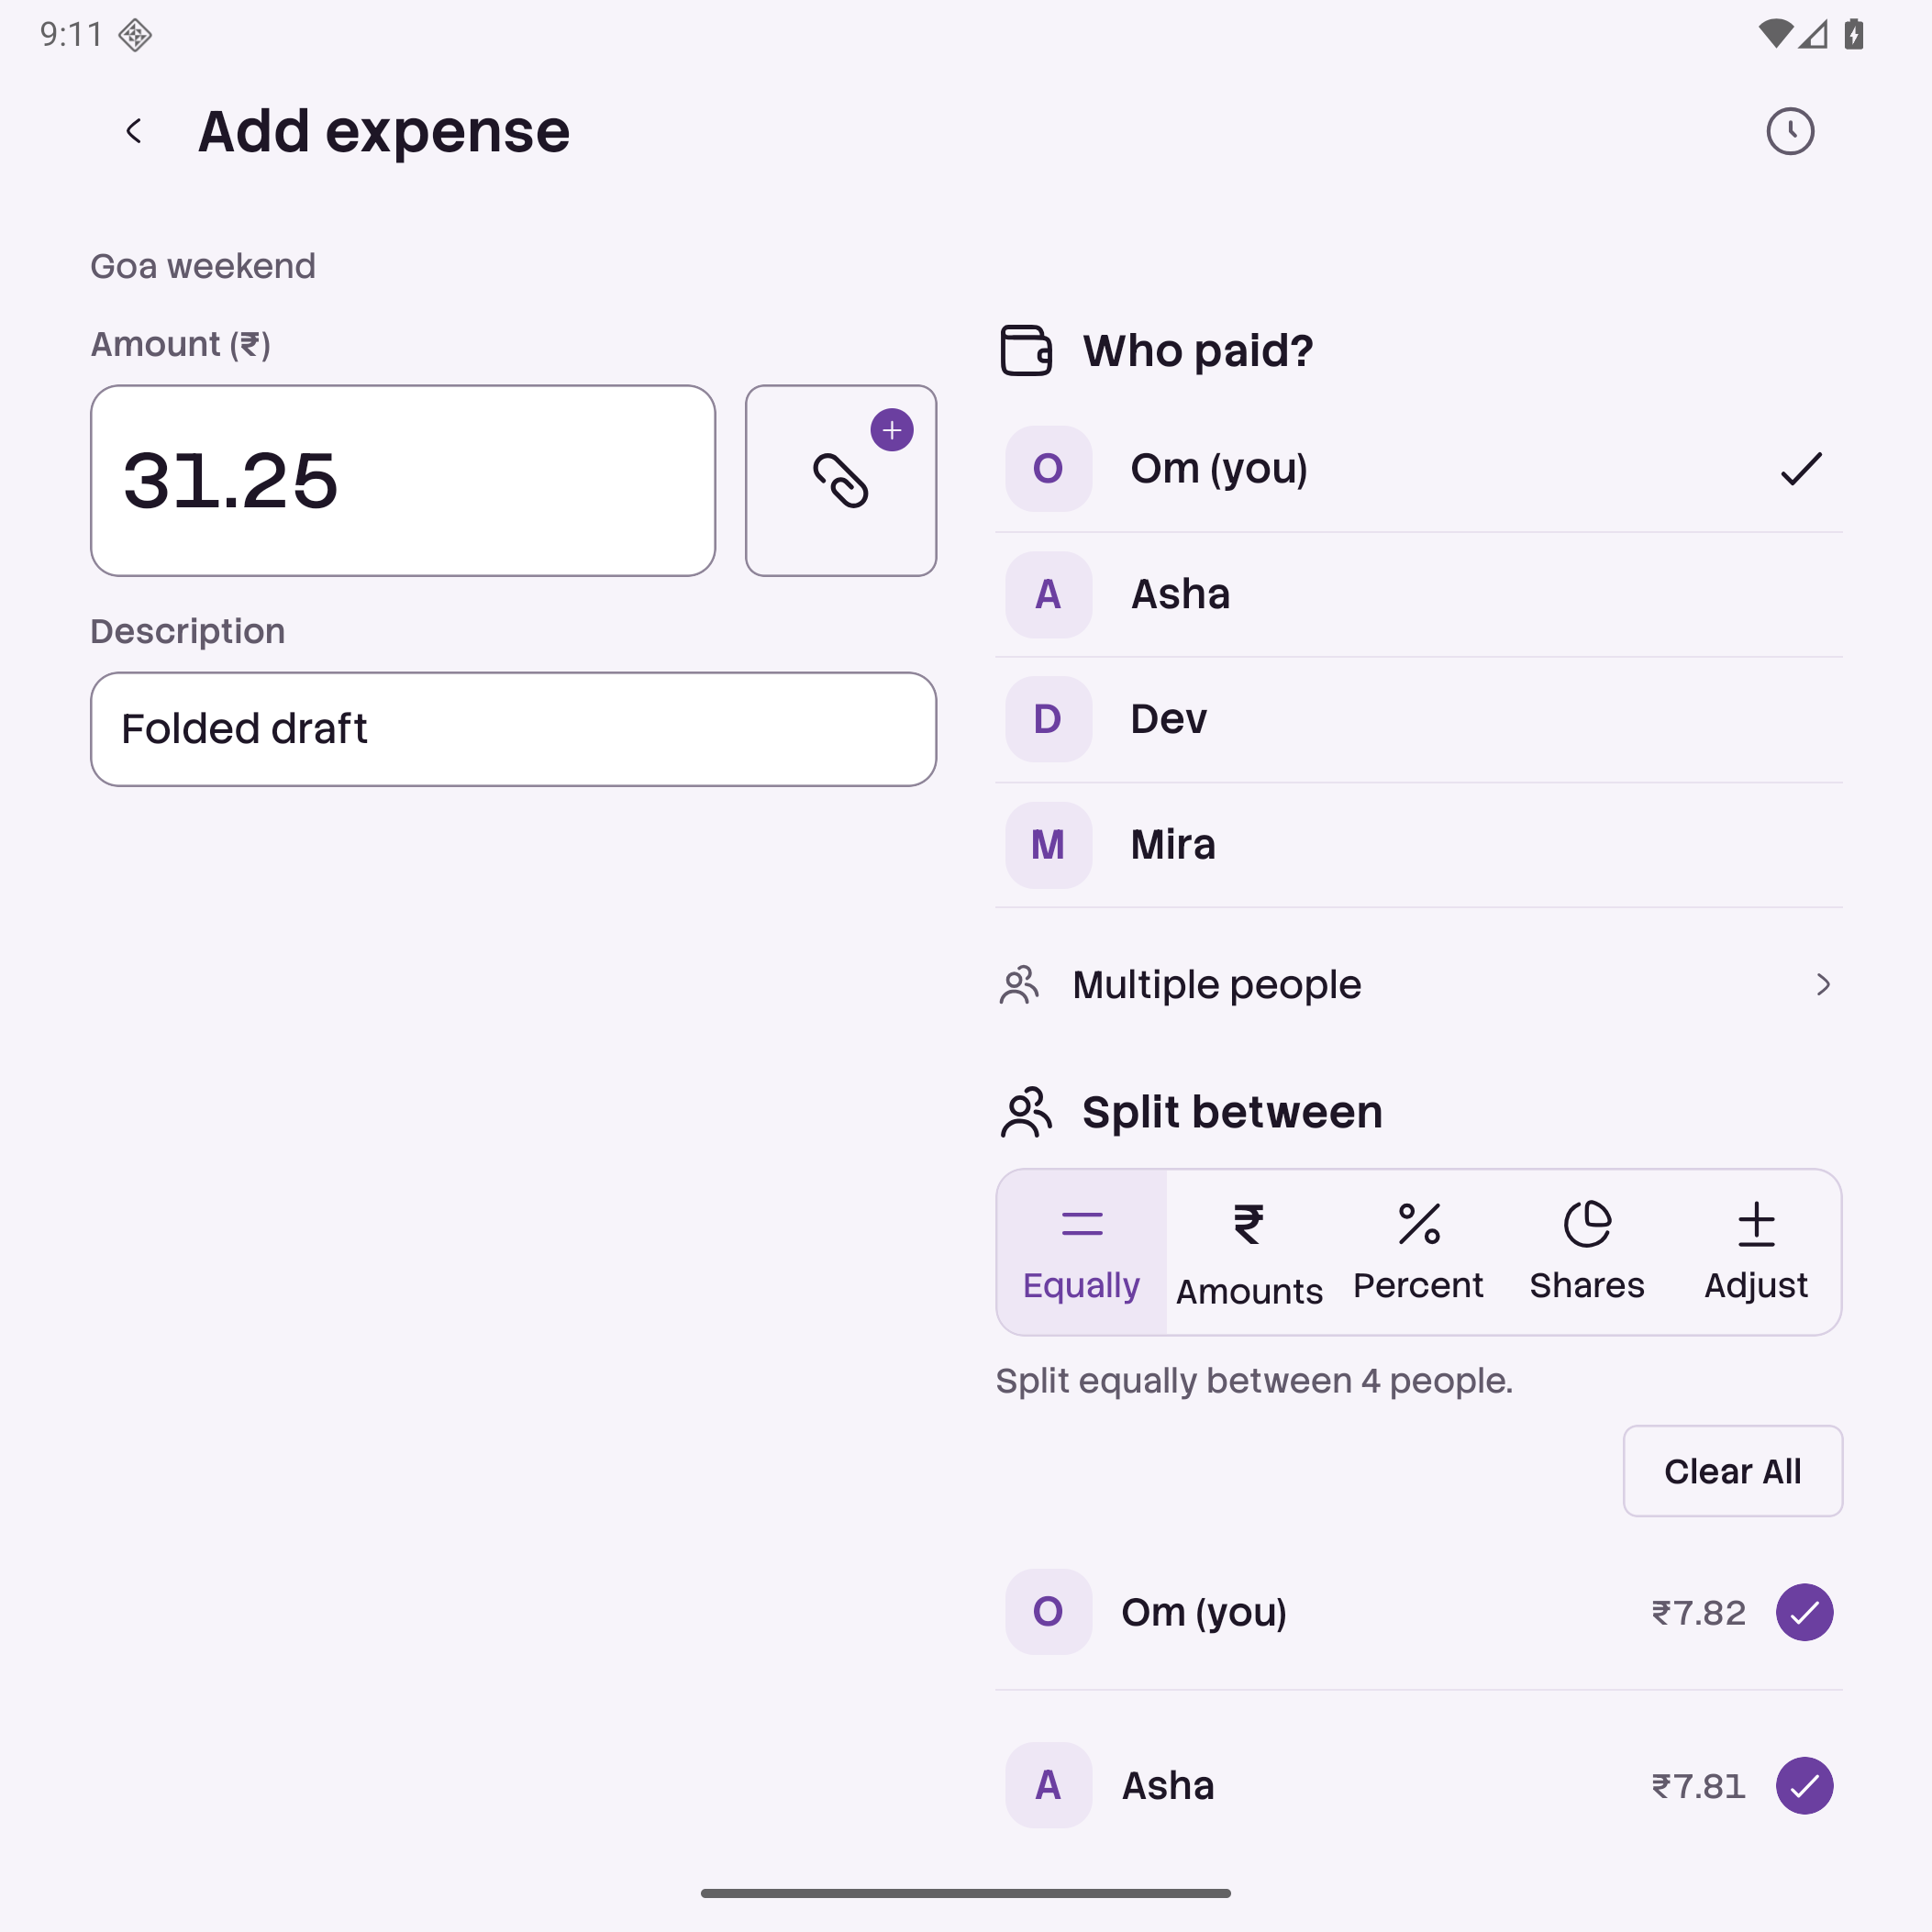 9:11
Add expense
Goa weekend
Amount (₹)
31.25
Description
Folded draft
Who paid?
O Om (you)
A Asha
D Dev
M Mira
Multiple people
Split between
Equally ₹ Amounts % Percent Shares ± Adjust
Split equally between 4 people.
Clear All
O Om (you) ₹7.82
A Asha ₹7.81